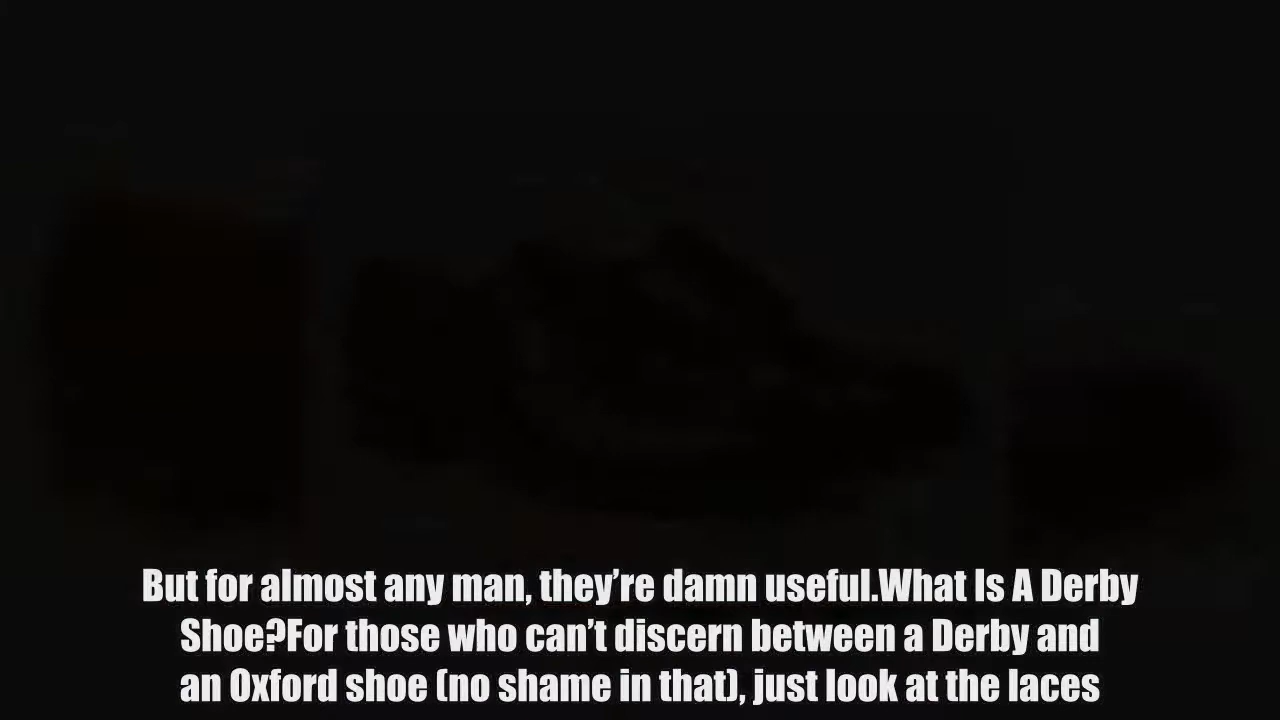 But for almost any man, they’re damn useful.What Is A Derby
Shoe?For those who can’t discern between a Derby and
an Oxford shoe (no shame in that), just look at the laces